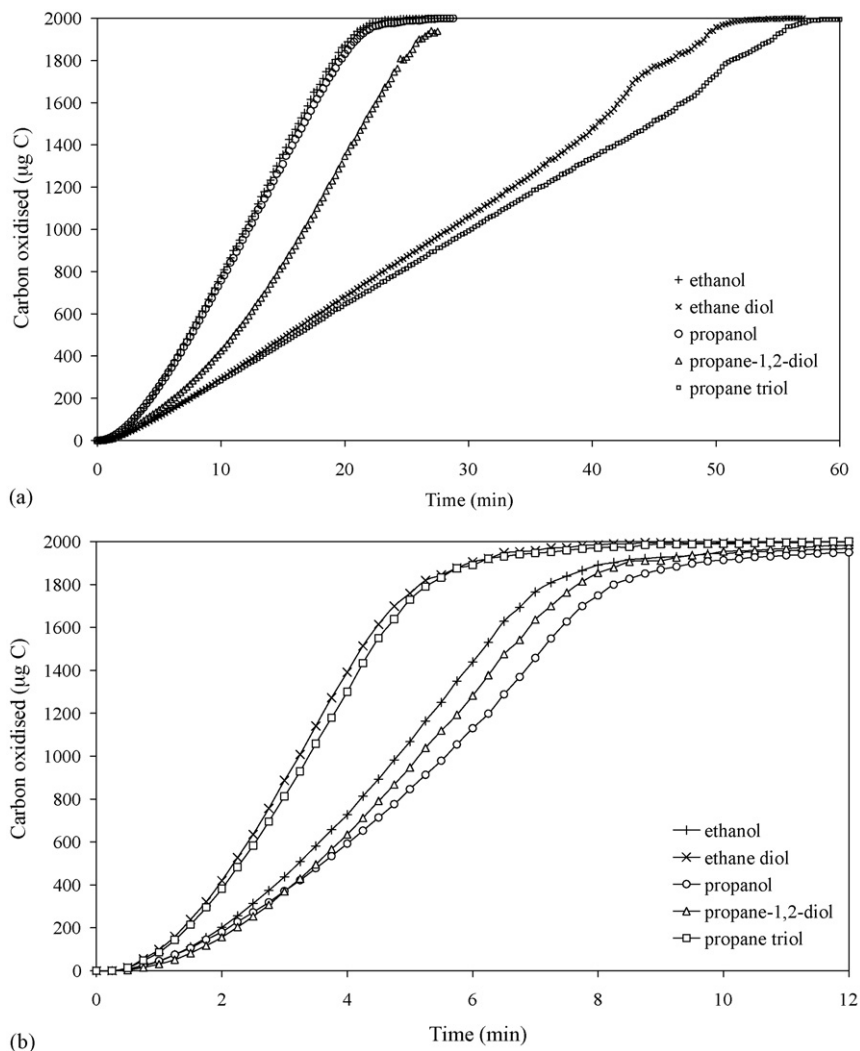 2000
1800
1600
1400
1200
1000
800
600
400
200
0
Carbon oxidised (μg C)
+ ethanol
× ethane diol
○ propanol
△ propane-1,2-diol
□ propane triol
0 10 20 30 40 50 60
Time (min)
(a)
2000
1800
1600
1400
1200
1000
800
600
400
200
0
Carbon oxidised (μg C)
ethanol
ethane diol
propanol
propane-1,2-diol
propane triol
0 2 4 6 8 10 12
Time (min)
(b)